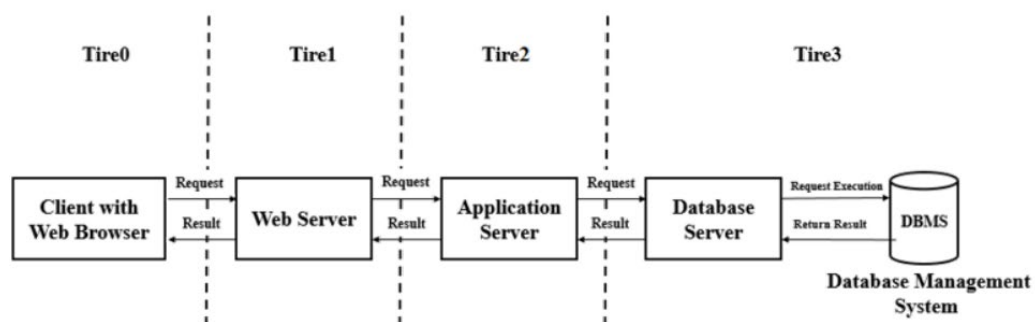 Tire0
Tire1
Tire2
Tire3
Request
Request
Request
Request Execution
Client with
Web Browser
Web Server
Application
Server
Database
Server
DBMS
Result
Result
Result
Return Result
Database Management
System